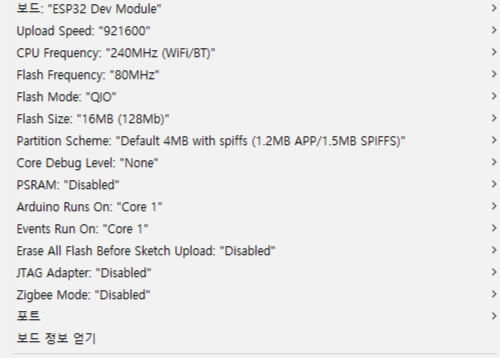 보드: "ESP32 Dev Module"
Upload Speed: "921600"
CPU Frequency: "240MHz (WiFi/BT)"
Flash Frequency: "80MHz"
Flash Mode: "QIO"
Flash Size: "16MB (128Mb)"
Partition Scheme: "Default 4MB with spiffs (1.2MB APP/1.5MB SPIFFS)"
Core Debug Level: "None"
PSRAM: "Disabled"
Arduino Runs On: "Core 1"
Events Run On: "Core 1"
Erase All Flash Before Sketch Upload: "Disabled"
JTAG Adapter: "Disabled"
Zigbee Mode: "Disabled"
포트
보드 정보 얻기